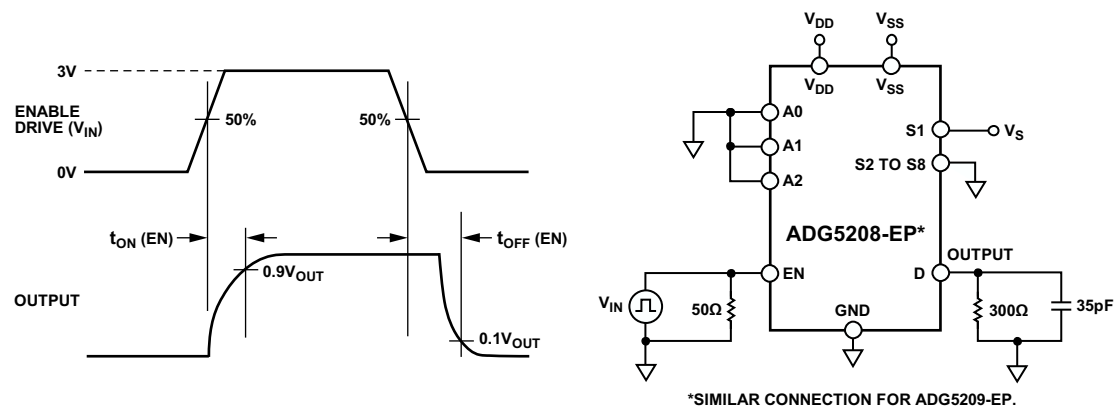 3V
ENABLE
DRIVE (VIN)
50%
50%
0V
tON (EN)
tOFF (EN)
0.9VOUT
OUTPUT
0.1VOUT
VDD
VSS
VDD
VSS
A0
A1
A2
S1
VS
S2 TO S8
ADG5208-EP*
OUTPUT
EN
D
VIN
50Ω
GND
300Ω
35pF
*SIMILAR CONNECTION FOR ADG5209-EP.